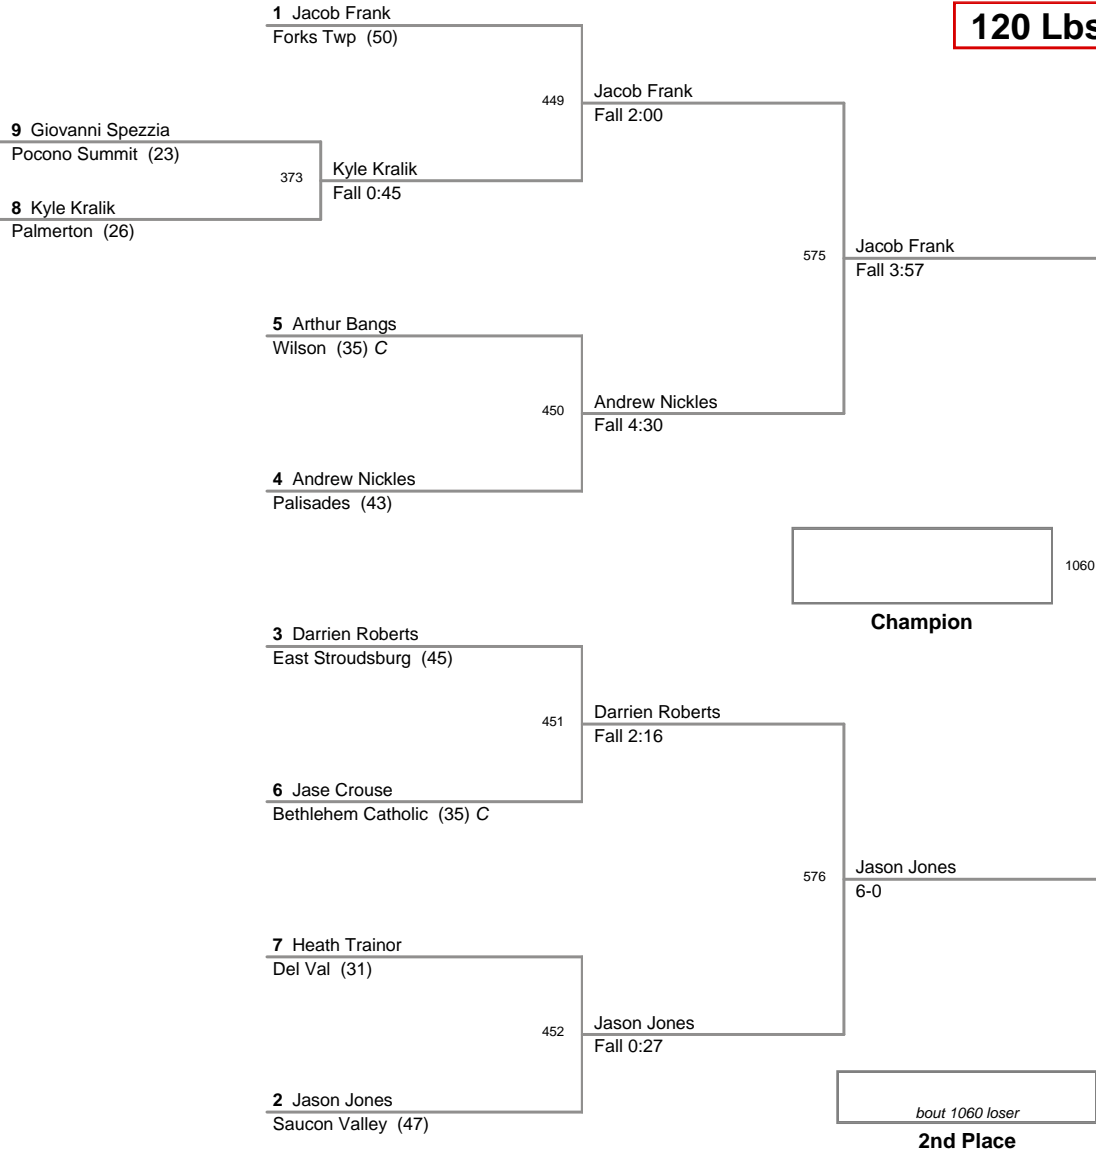 120 Lbs
1 Jacob Frank
Forks Twp (50)
449
Jacob Frank
Fall 2:00
9 Giovanni Spezzia
Pocono Summit (23)
373
Kyle Kralik
Fall 0:45
8 Kyle Kralik
Palmerton (26)
575
Jacob Frank
Fall 3:57
5 Arthur Bangs
Wilson (35) C
450
Andrew Nickles
Fall 4:30
4 Andrew Nickles
Palisades (43)
1060
Champion
3 Darrien Roberts
East Stroudsburg (45)
451
Darrien Roberts
Fall 2:16
6 Jase Crouse
Bethlehem Catholic (35) C
576
Jason Jones
6-0
7 Heath Trainor
Del Val (31)
452
Jason Jones
Fall 0:27
2 Jason Jones
Saucon Valley (47)
bout 1060 loser
2nd Place